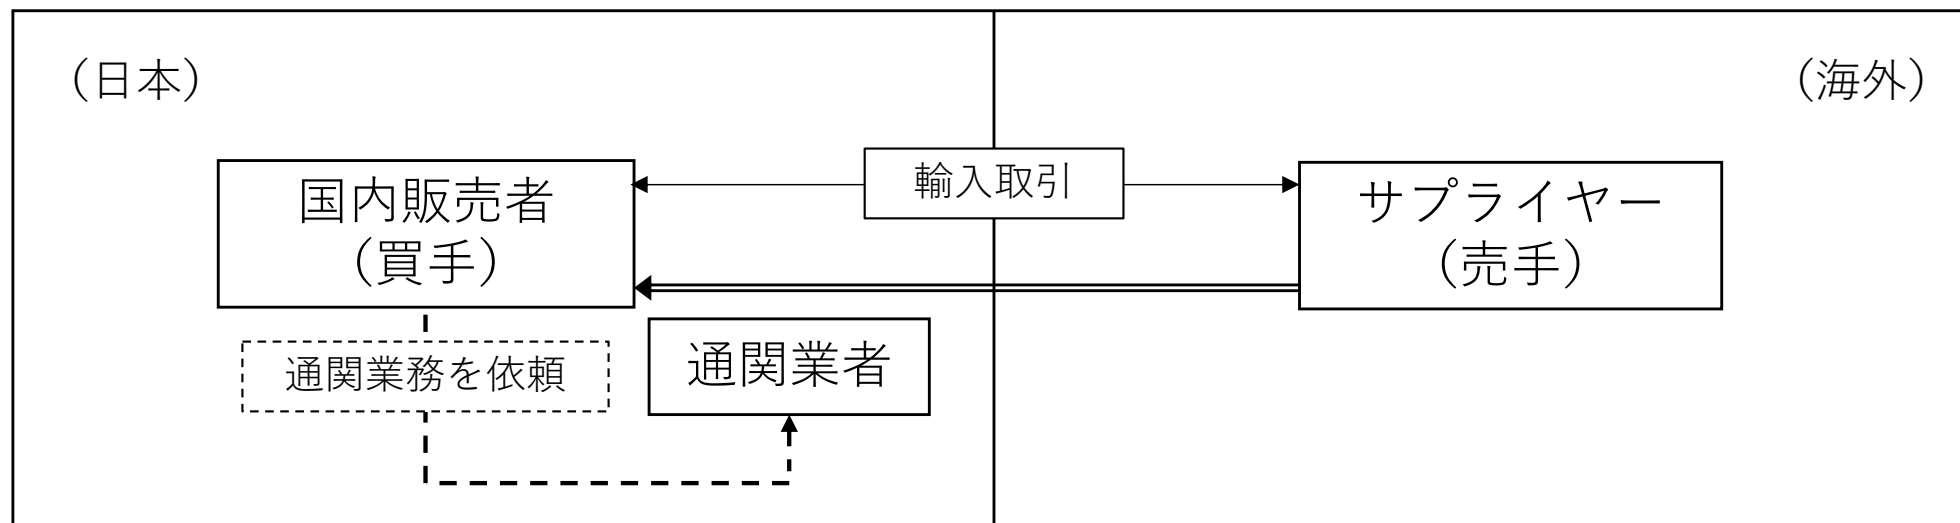 （日本）
（海外）
輸入取引
国内販売者
（買手）
サプライヤー
（売手）
通関業務を依頼
通関業者